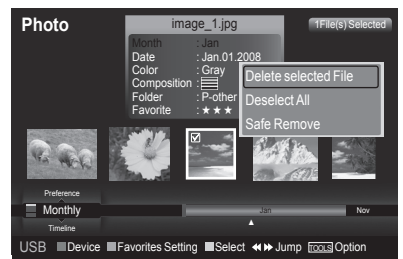 Photo
image_1.jpg
1File(s) Selected
Month : Jan
Date : Jan.01.2008
Color : Gray
Composition :
Folder : P-other
Favorite : ★ ★ ★
Delete selected File
Deselect All
Safe Remove
Preference
Monthly
Timeline
Jan
Nov
USB Device Favorites Setting Select Jump TOOLS Option